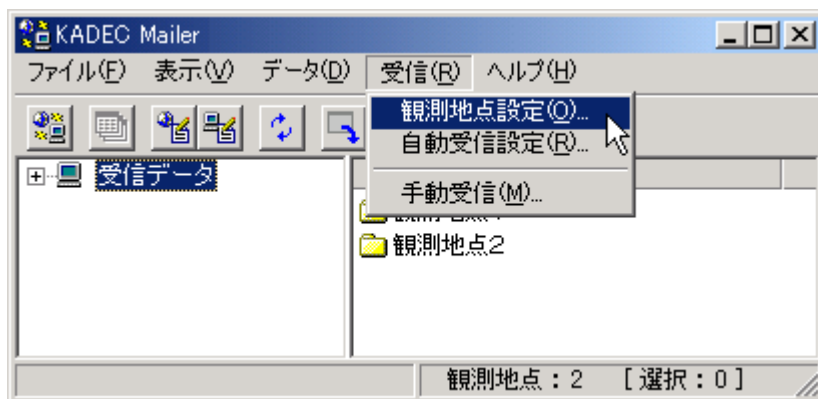 KADEC Mailer
ファイル(F) 表示(V) データ(D) 受信(R) ヘルプ(H)
観測地点設定(O)...
自動受信設定(R)...
手動受信(M)...
受信データ
観測地点2
観測地点:2 [選択:0]